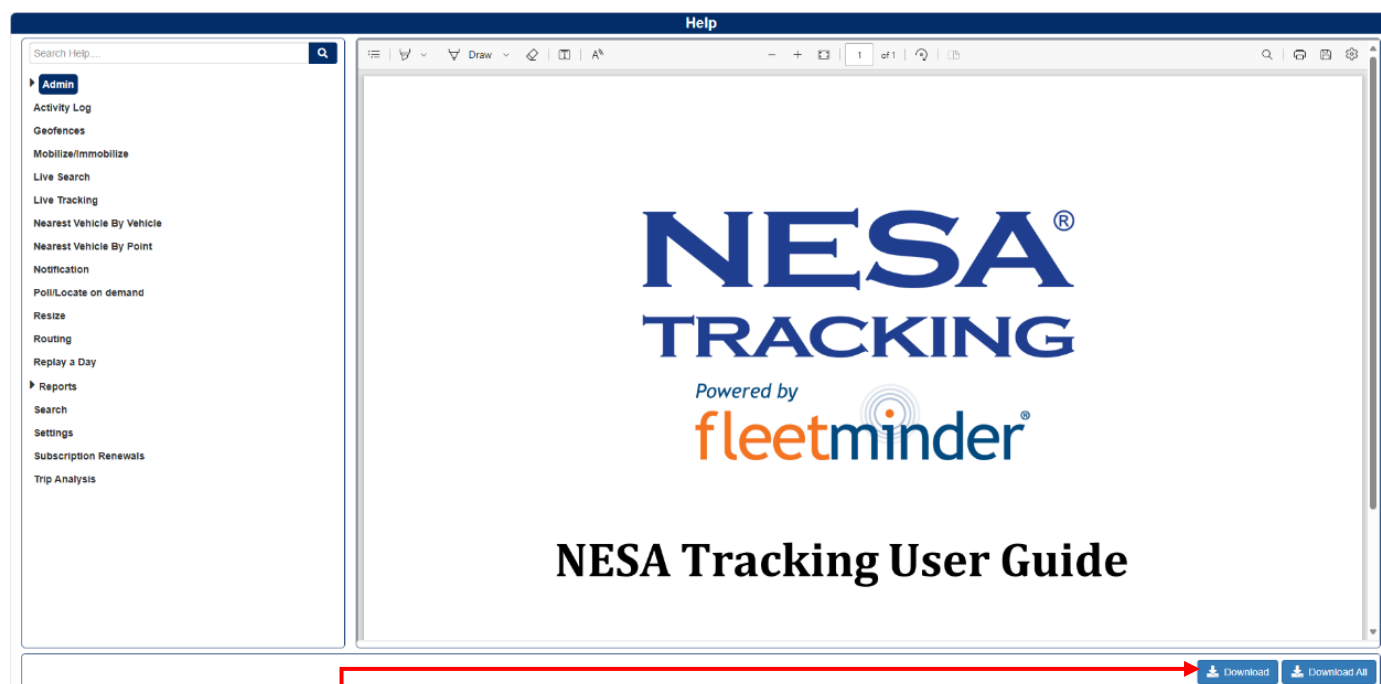 Help
Search Help....
Admin
Activity Log
Geofences
Mobilize/Immobilize
Live Search
Live Tracking
Nearest Vehicle By Vehicle
Nearest Vehicle By Point
Notification
Poll/Locate on demand
Resize
Routing
Replay a Day
Reports
Search
Settings
Subscription Renewals
Trip Analysis
Draw
1 of 1
NESA®
TRACKING
Powered by
fleetminder®
NESA Tracking User Guide
Download
Download All